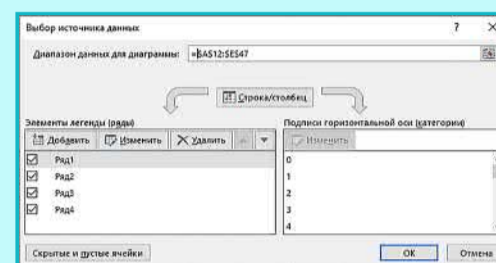 Выбор источника данных ? ×
Диапазон данных для диаграммы: =$A$12:$E$47
Строка/столбец
Элементы легенды (ряды)
Добавить Изменить Удалить
Ряд1
Ряд2
Ряд3
Ряд4
Подписи горизонтальной оси (категории)
Изменить
0
1
2
3
4
Скрытые и пустые ячейки
ОК Отмена